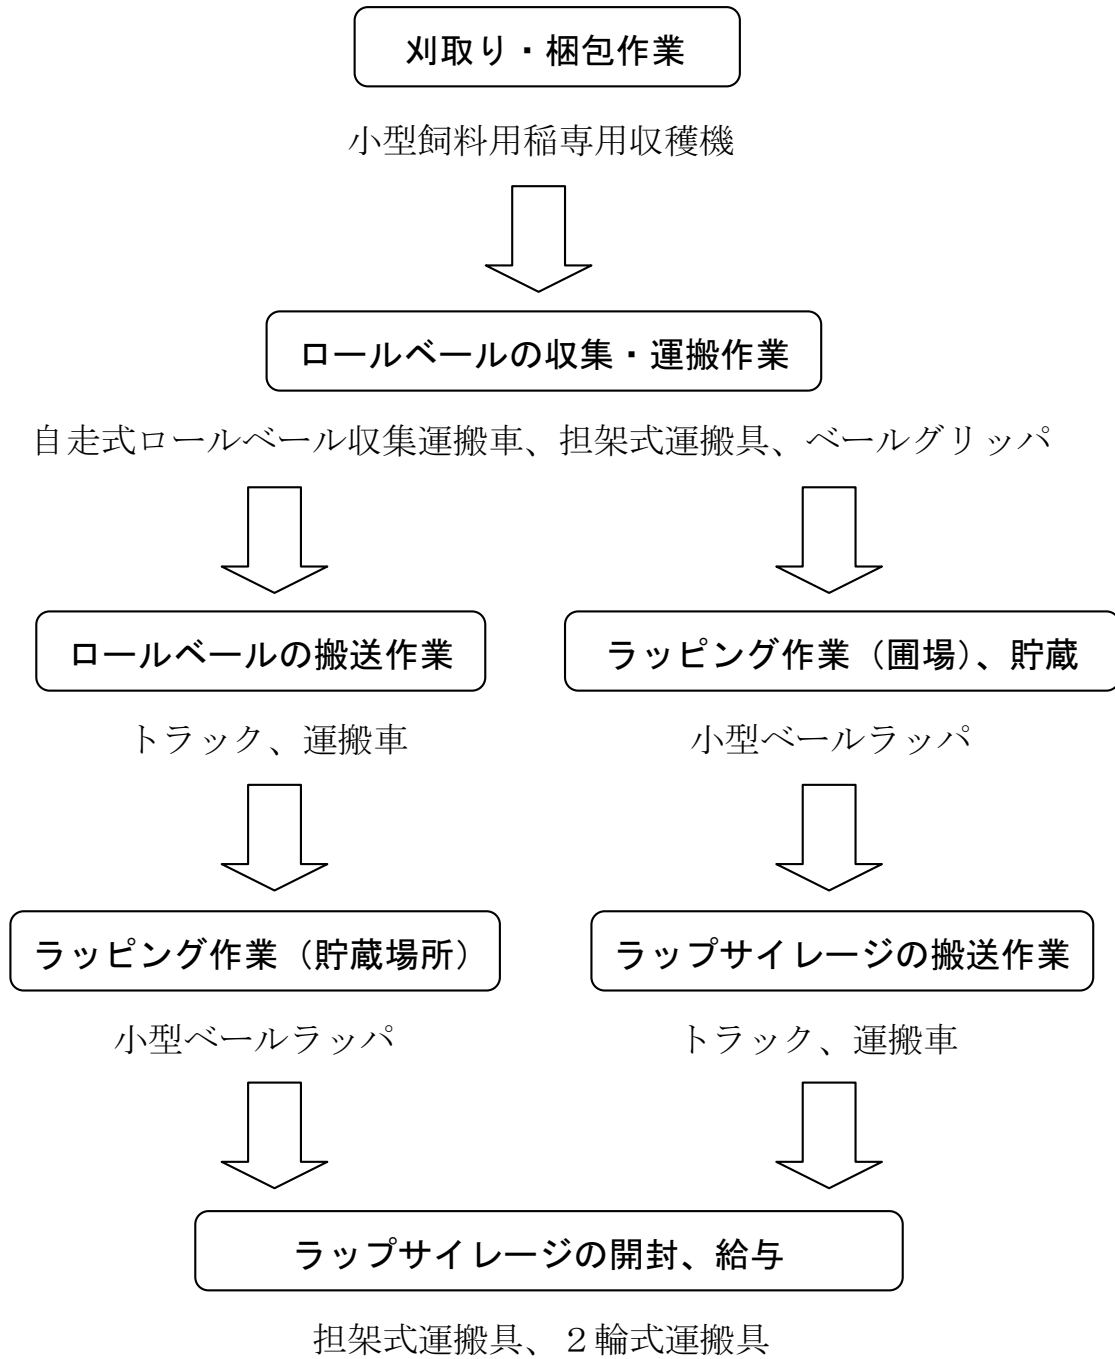 刈取り・梱包作業
小型飼料用稲専用収穫機
ロールベールの収集・運搬作業
自走式ロールベール収集運搬車、担架式運搬具、ベールグリッパ
ロールベールの搬送作業
トラック、運搬車
ラッピング作業（貯蔵場所）
小型ベールラッパ
ラッピング作業（圃場）、貯蔵
小型ベールラッパ
ラップサイレージの搬送作業
トラック、運搬車
ラップサイレージの開封、給与
担架式運搬具、２輪式運搬具